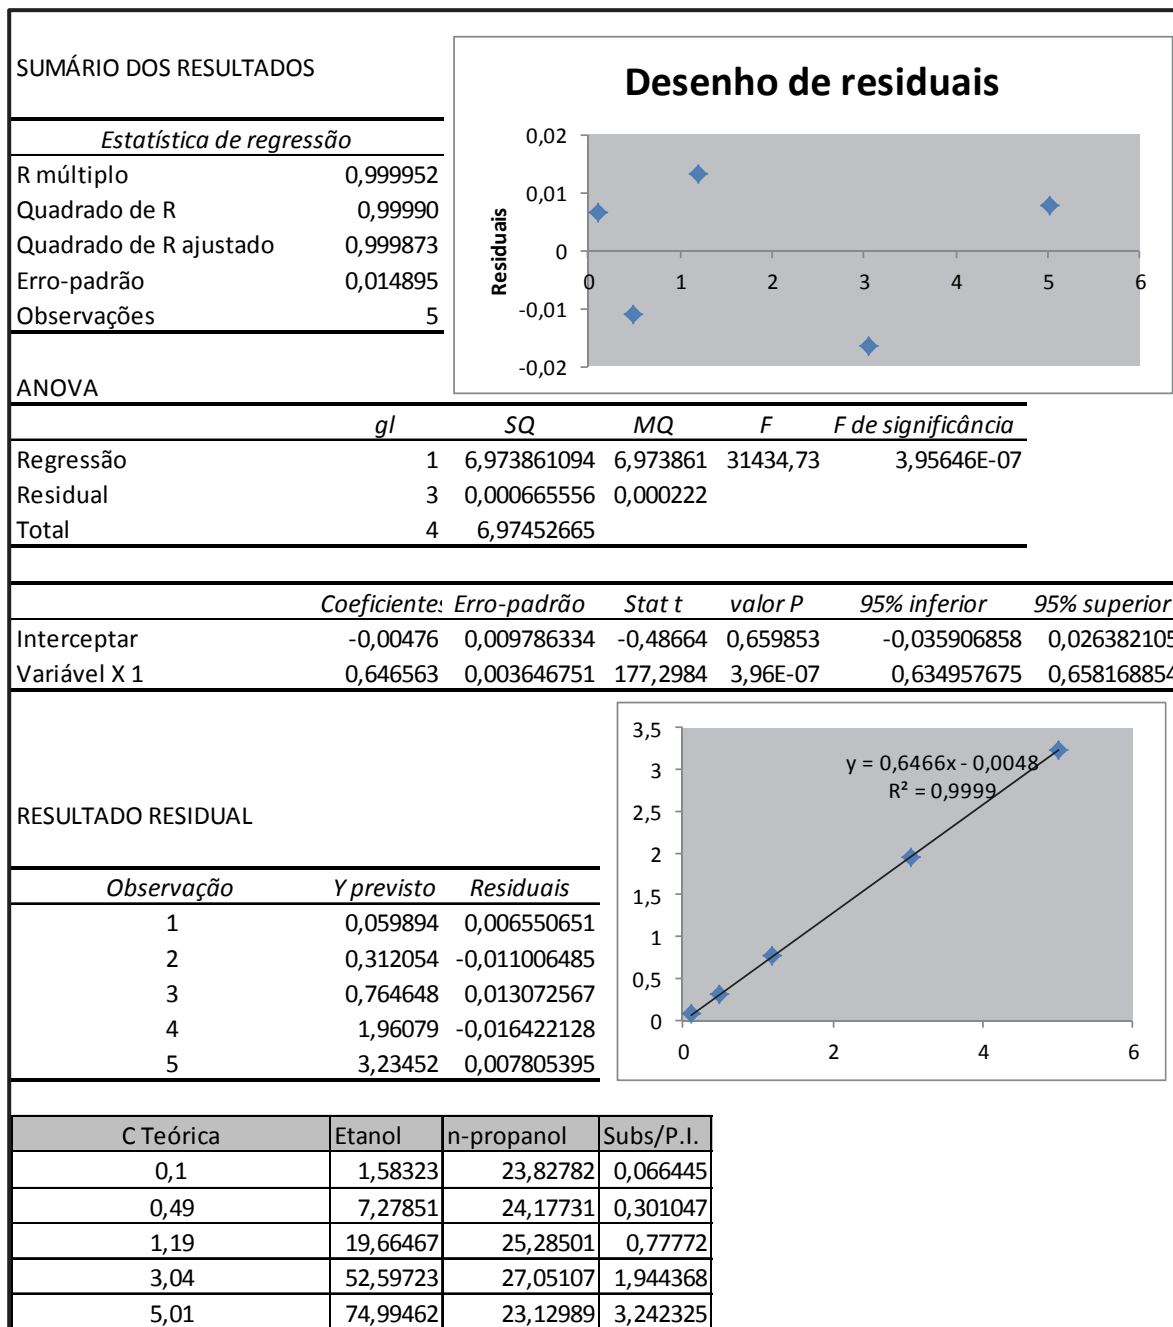 SUMÁRIO DOS RESULTADOS
Estatística de regressão
R múltiplo 0,999952
Quadrado de R 0,99990
Quadrado de R ajustado 0,999873
Erro-padrão 0,014895
Observações 5
Desenho de residuais
Residuais
0,02
0,01
0
-0,01
-0,02
0 1 2 3 4 5 6
ANOVA
gl SQ MQ F F de significância
Regressão 1 6,973861094 6,973861 31434,73 3,95646E-07
Residual 3 0,000665556 0,000222
Total 4 6,97452665
Coeficientes Erro-padrão Stat t valor P 95% inferior 95% superior
Interceptar -0,00476 0,009786334 -0,48664 0,659853 -0,035906858 0,026382105
Variável X 1 0,646563 0,003646751 177,2984 3,96E-07 0,634957675 0,658168854
RESULTADO RESIDUAL
Observação Y previsto Residuais
1 0,059894 0,006550651
2 0,312054 -0,011006485
3 0,764648 0,013072567
4 1,96079 -0,016422128
5 3,23452 0,007805395
3,5
3
2,5
2
1,5
1
0,5
0
0 2 4 6
y = 0,6466x - 0,0048
R² = 0,9999
C Teórica Etanol n-propanol Subs/P.I.
0,1 1,58323 23,82782 0,066445
0,49 7,27851 24,17731 0,301047
1,19 19,66467 25,28501 0,77772
3,04 52,59723 27,05107 1,944368
5,01 74,99462 23,12989 3,242325